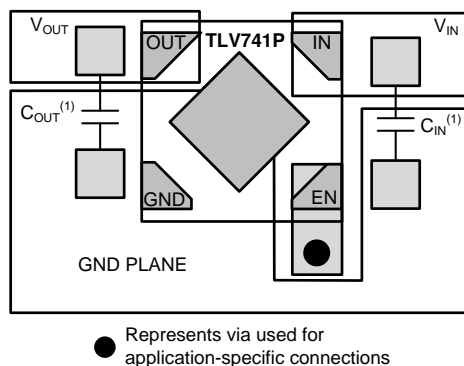 VOUT
OUT
TLV741P
IN
VIN
COUT(1)
CIN(1)
GND
EN
GND PLANE
Represents via used for
application-specific connections